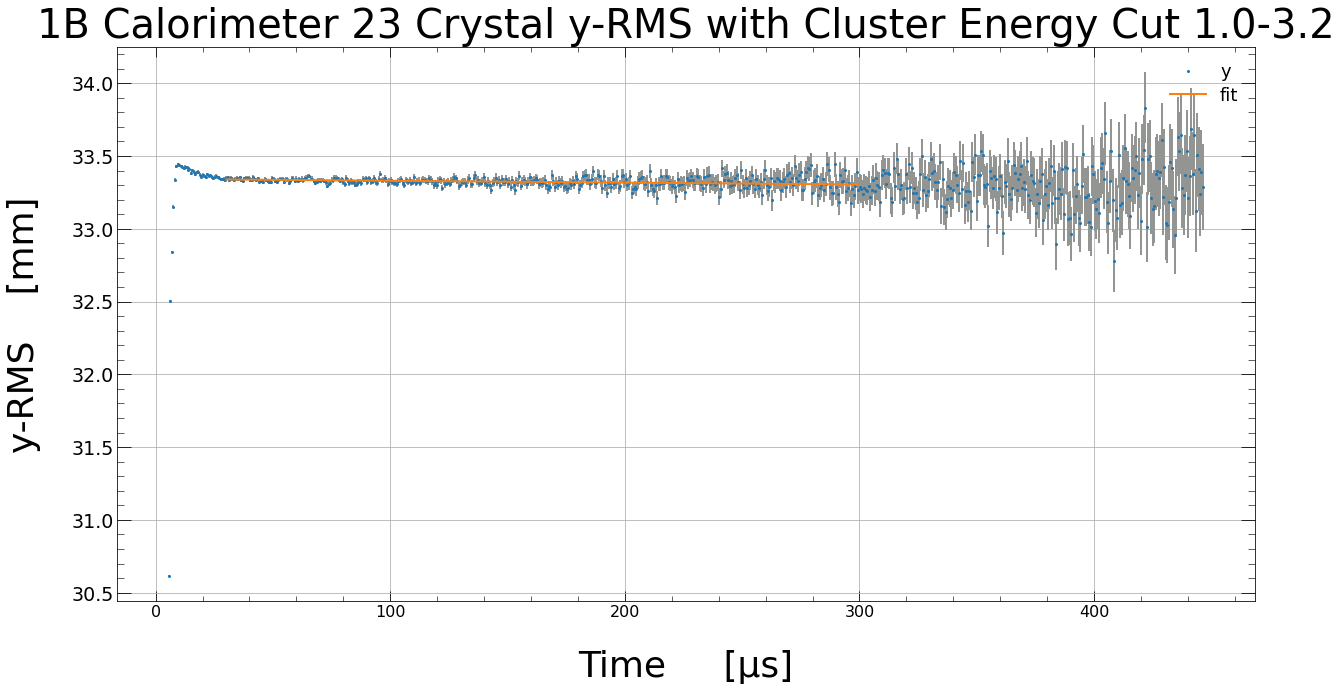 1B Calorimeter 23 Crystal y-RMS with Cluster Energy Cut 1.0-3.2
y
fit
34.0
33.5
33.0
32.5
32.0
31.5
31.0
30.5
y-RMS [mm]
0 100 200 300 400
Time [µs]